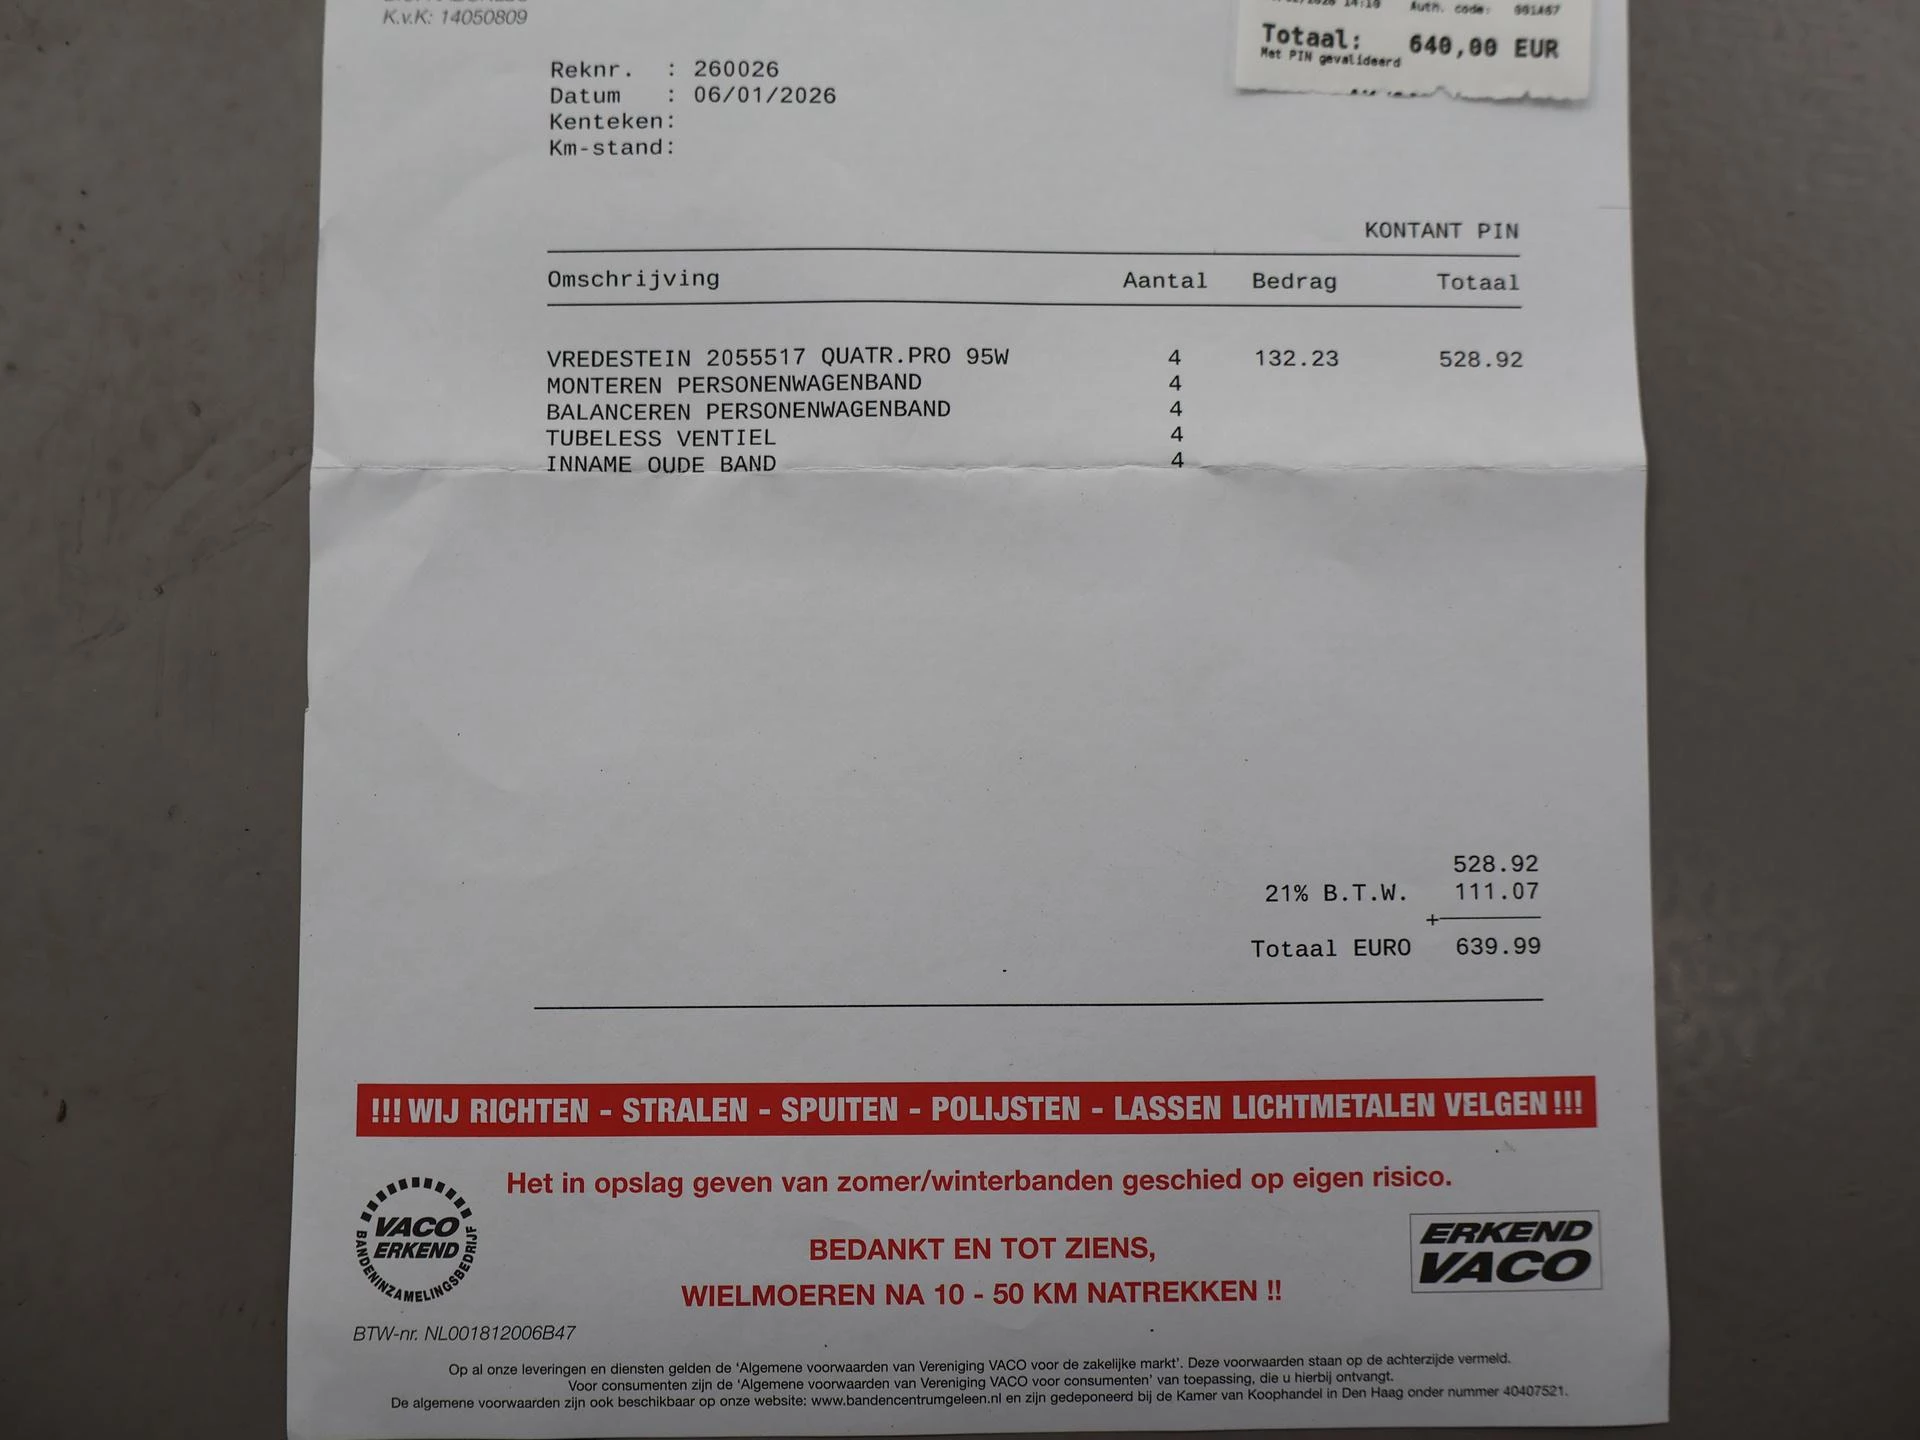 K.v.K: 14050809
Auth. code: 991A67
Totaal: 640,00 EUR
Met PIN gevalideerd
Reknr. : 260026
Datum : 06/01/2026
Kenteken:
Km-stand:
KONTANT PIN
Omschrijving Aantal Bedrag Totaal
VREDESTEIN 2055517 QUATR.PRO 95W 4 132.23 528.92
MONTEREN PERSONENWAGENBAND 4
BALANCEREN PERSONENWAGENBAND 4
TUBELESS VENTIEL 4
INNAME OUDE BAND 4
528.92
21% B.T.W. 111.07
+
Totaal EURO 639.99
!!! WIJ RICHTEN - STRALEN - SPUITEN - POLIJSTEN - LASSEN LICHTMETALEN VELGEN !!!
Het in opslag geven van zomer/winterbanden geschied op eigen risico.
VACO
ERKEND
BANDENINZAMELINGSBEDRIJF
BEDANKT EN TOT ZIENS,
WIELMOEREN NA 10 - 50 KM NATREKKEN !!
ERKEND
VACO
BTW-nr. NL001812006B47
Op al onze leveringen en diensten gelden de 'Algemene voorwaarden van Vereniging VACO voor de zakelijke markt'. Deze voorwaarden staan op de achterzijde vermeld.
Voor consumenten zijn de 'Algemene voorwaarden van Vereniging VACO voor consumenten' van toepassing, die u hierbij ontvangt.
De algemene voorwaarden zijn ook beschikbaar op onze website: www.bandencentrumgeleen.nl en zijn gedeponeerd bij de Kamer van Koophandel in Den Haag onder nummer 40407521.